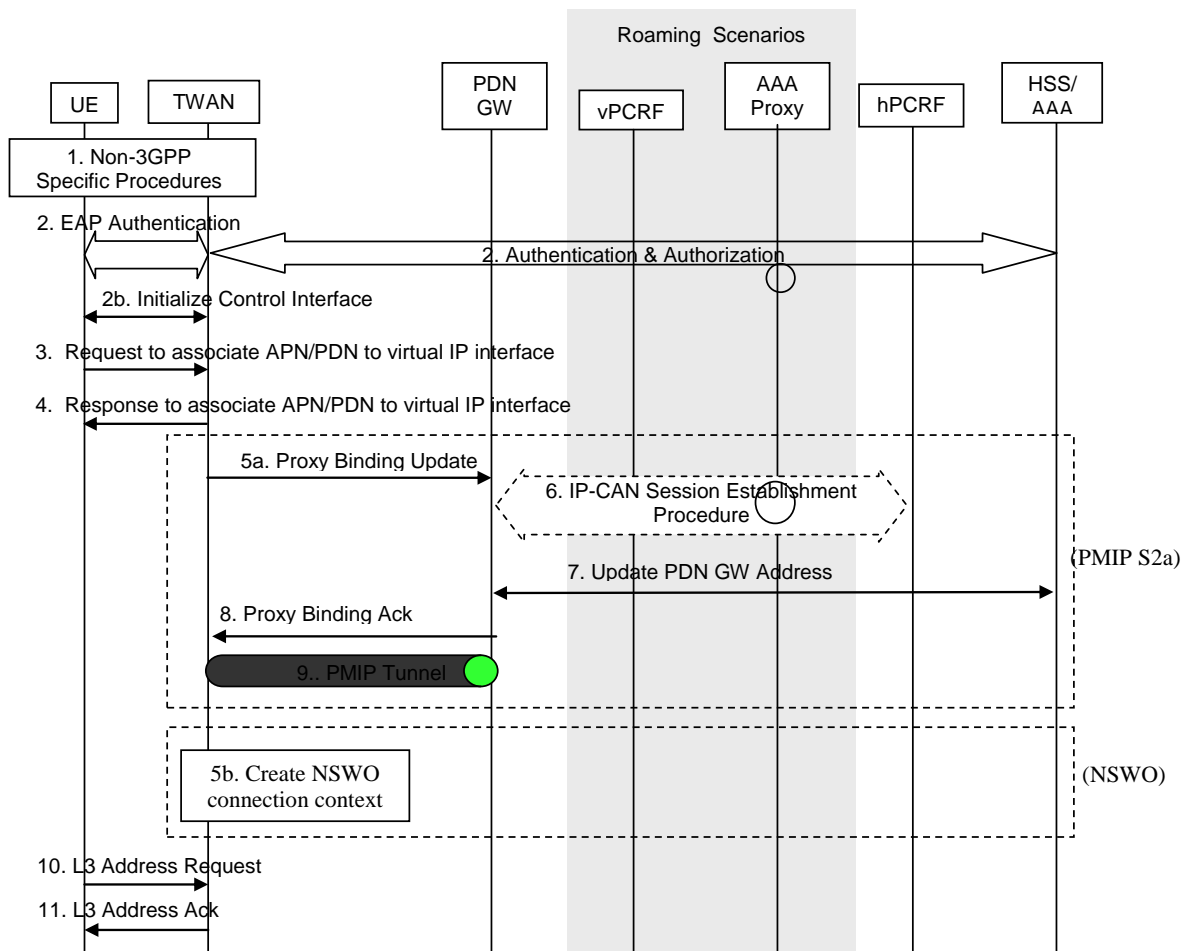 Roaming Scenarios
UE
TWAN
PDN
GW
vPCRF
AAA
Proxy
hPCRF
HSS/
AAA
1. Non-3GPP
Specific Procedures
2. EAP Authentication
2. Authentication & Authorization
2b. Initialize Control Interface
3. Request to associate APN/PDN to virtual IP interface
4. Response to associate APN/PDN to virtual IP interface
5a. Proxy Binding Update
6. IP-CAN Session Establishment
Procedure
(PMIP S2a)
7. Update PDN GW Address
8. Proxy Binding Ack
9.. PMIP Tunnel
5b. Create NSWO
connection context
(NSWO)
10. L3 Address Request
11. L3 Address Ack